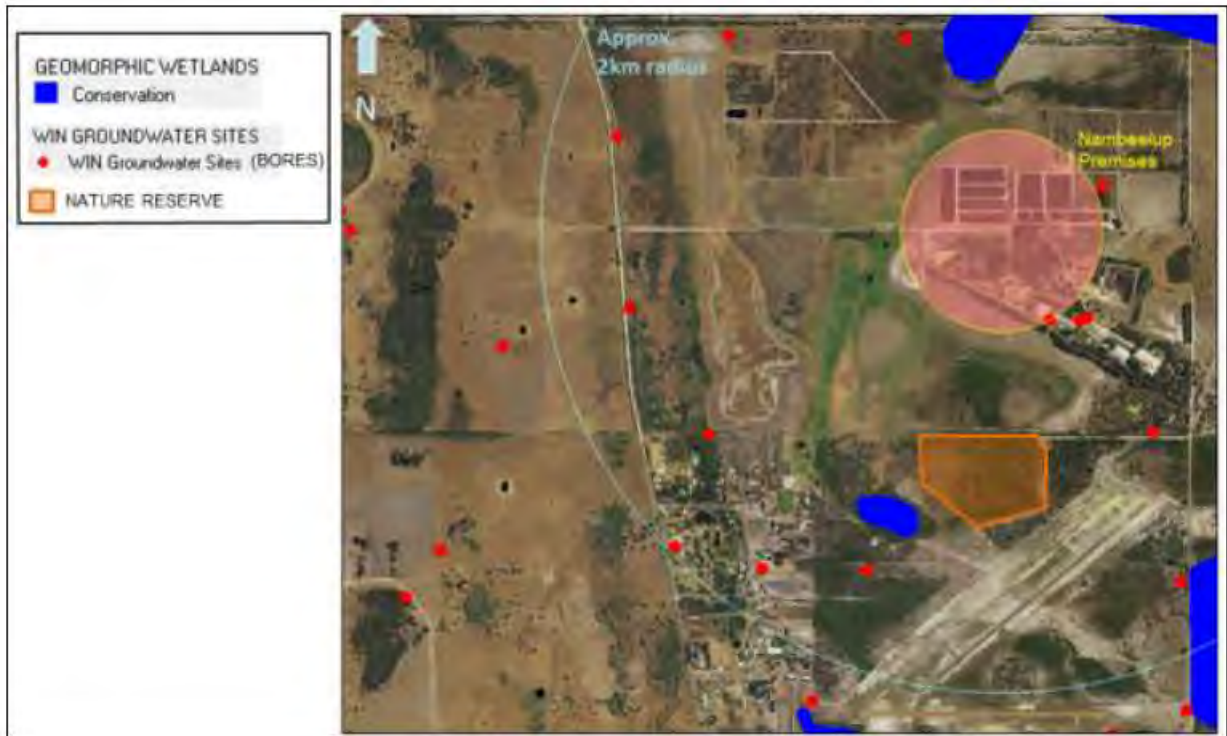 GEOMORPHIC WETLANDS
Conservation
WIN GROUNDWATER SITES
WIN Groundwater Sites (BORES)
NATURE RESERVE
N
Approx.
2km radius
Nambeelup
Premises